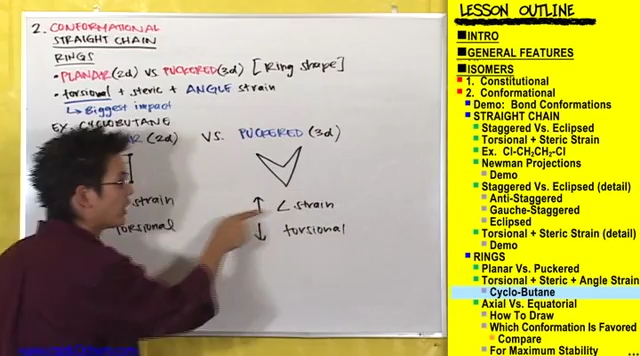 2. CONFORMATIONAL
STRAIGHT CHAIN
RINGS
• PLANAR (2d) VS PUCKERED (3d) [Ring shape]
• torsional + steric + ANGLE strain
↳ Biggest impact
EX. CYCLOBUTANE
(2d) VS. PUCKERED (3d)
strain
torsional
↑ ∠ strain
↓ torsional
LESSON OUTLINE
INTRO
GENERAL FEATURES
ISOMERS
1. Constitutional
2. Conformational
Demo: Bond Conformations
STRAIGHT CHAIN
Staggered Vs. Eclipsed
Torsional + Steric Strain
Ex. Cl-CH2CH2-Cl
Newman Projections
Demo
Staggered Vs. Eclipsed (detail)
Anti-Staggered
Gauche-Staggered
Eclipsed
Torsional + Steric Strain (detail)
Demo
RINGS
Planar Vs. Puckered
Torsional + Steric + Angle Strain
Cyclo-Butane
Axial Vs. Equatorial
How To Draw
Which Conformation Is Favored
Compare
For Maximum Stability